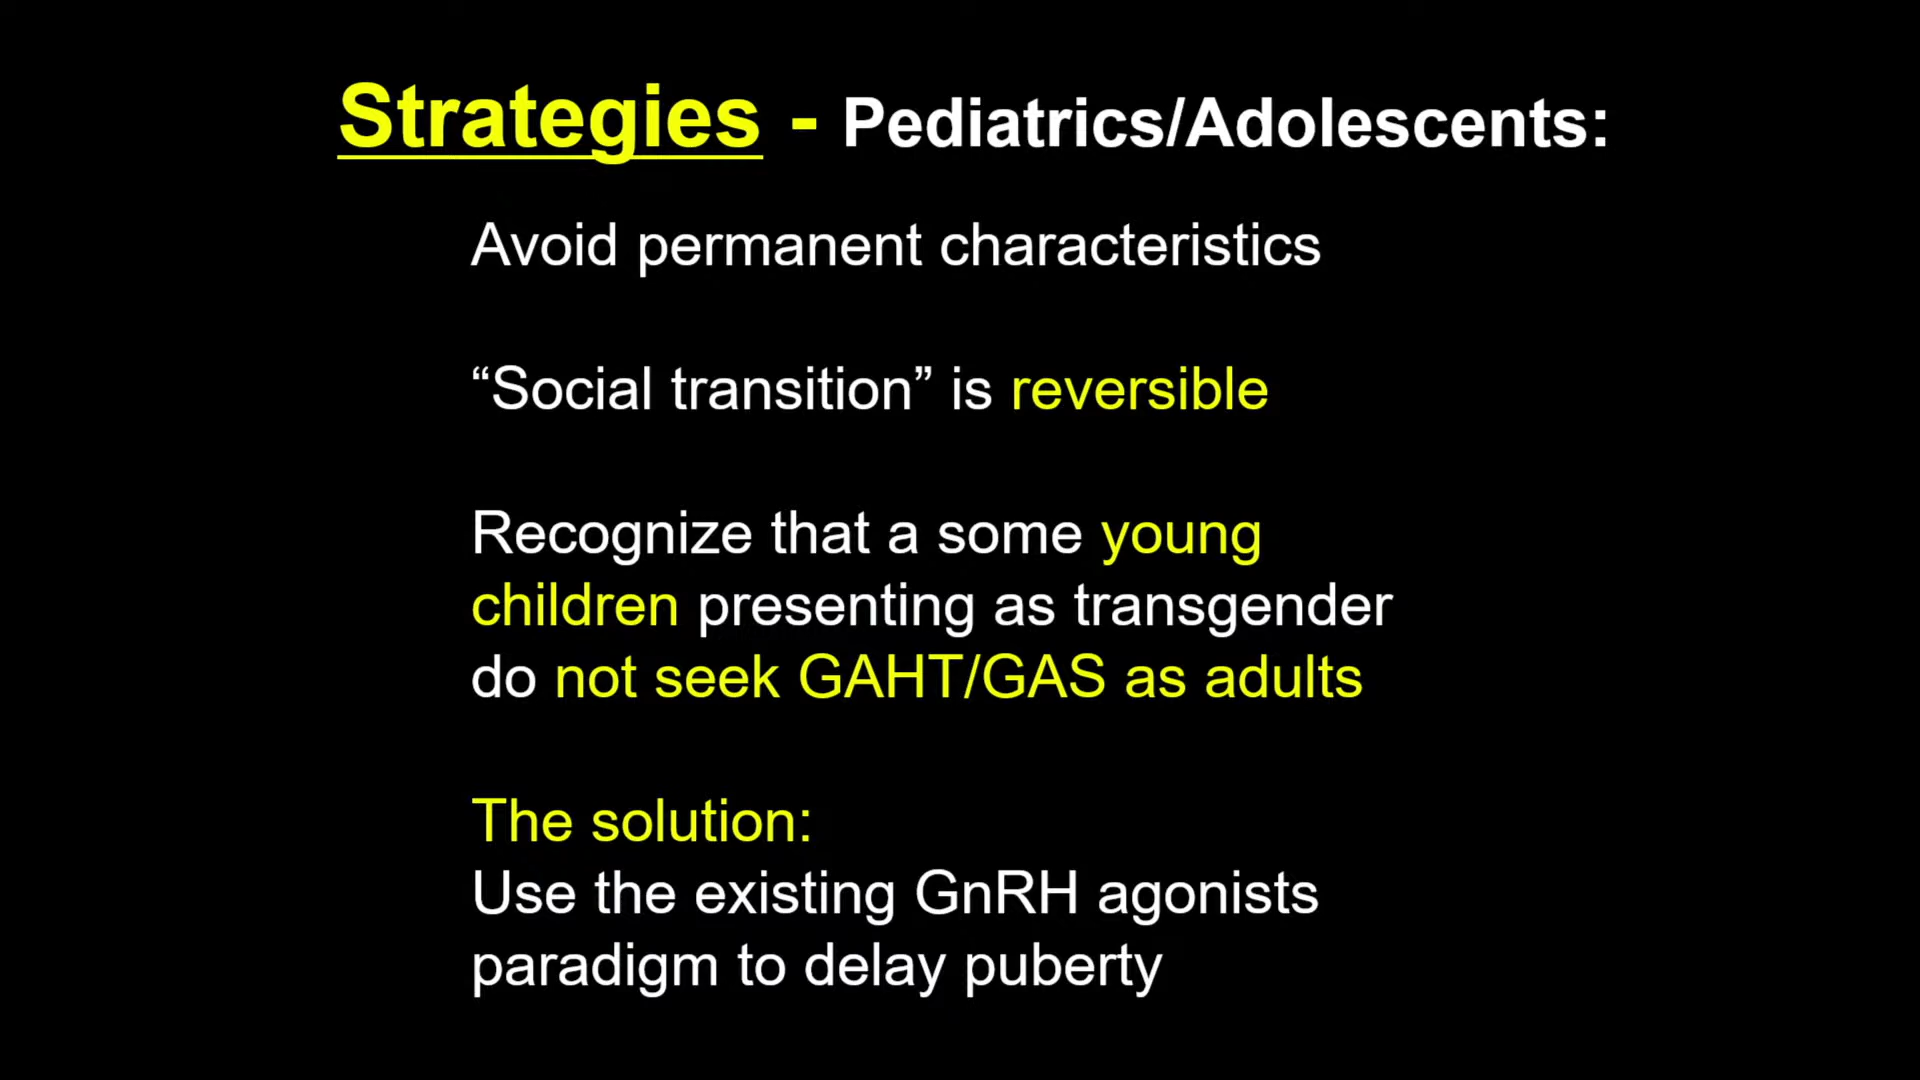 Strategies - Pediatrics/Adolescents:
Avoid permanent characteristics
“Social transition” is reversible
Recognize that a some young
children presenting as transgender
do not seek GAHT/GAS as adults
The solution:
Use the existing GnRH agonists
paradigm to delay puberty